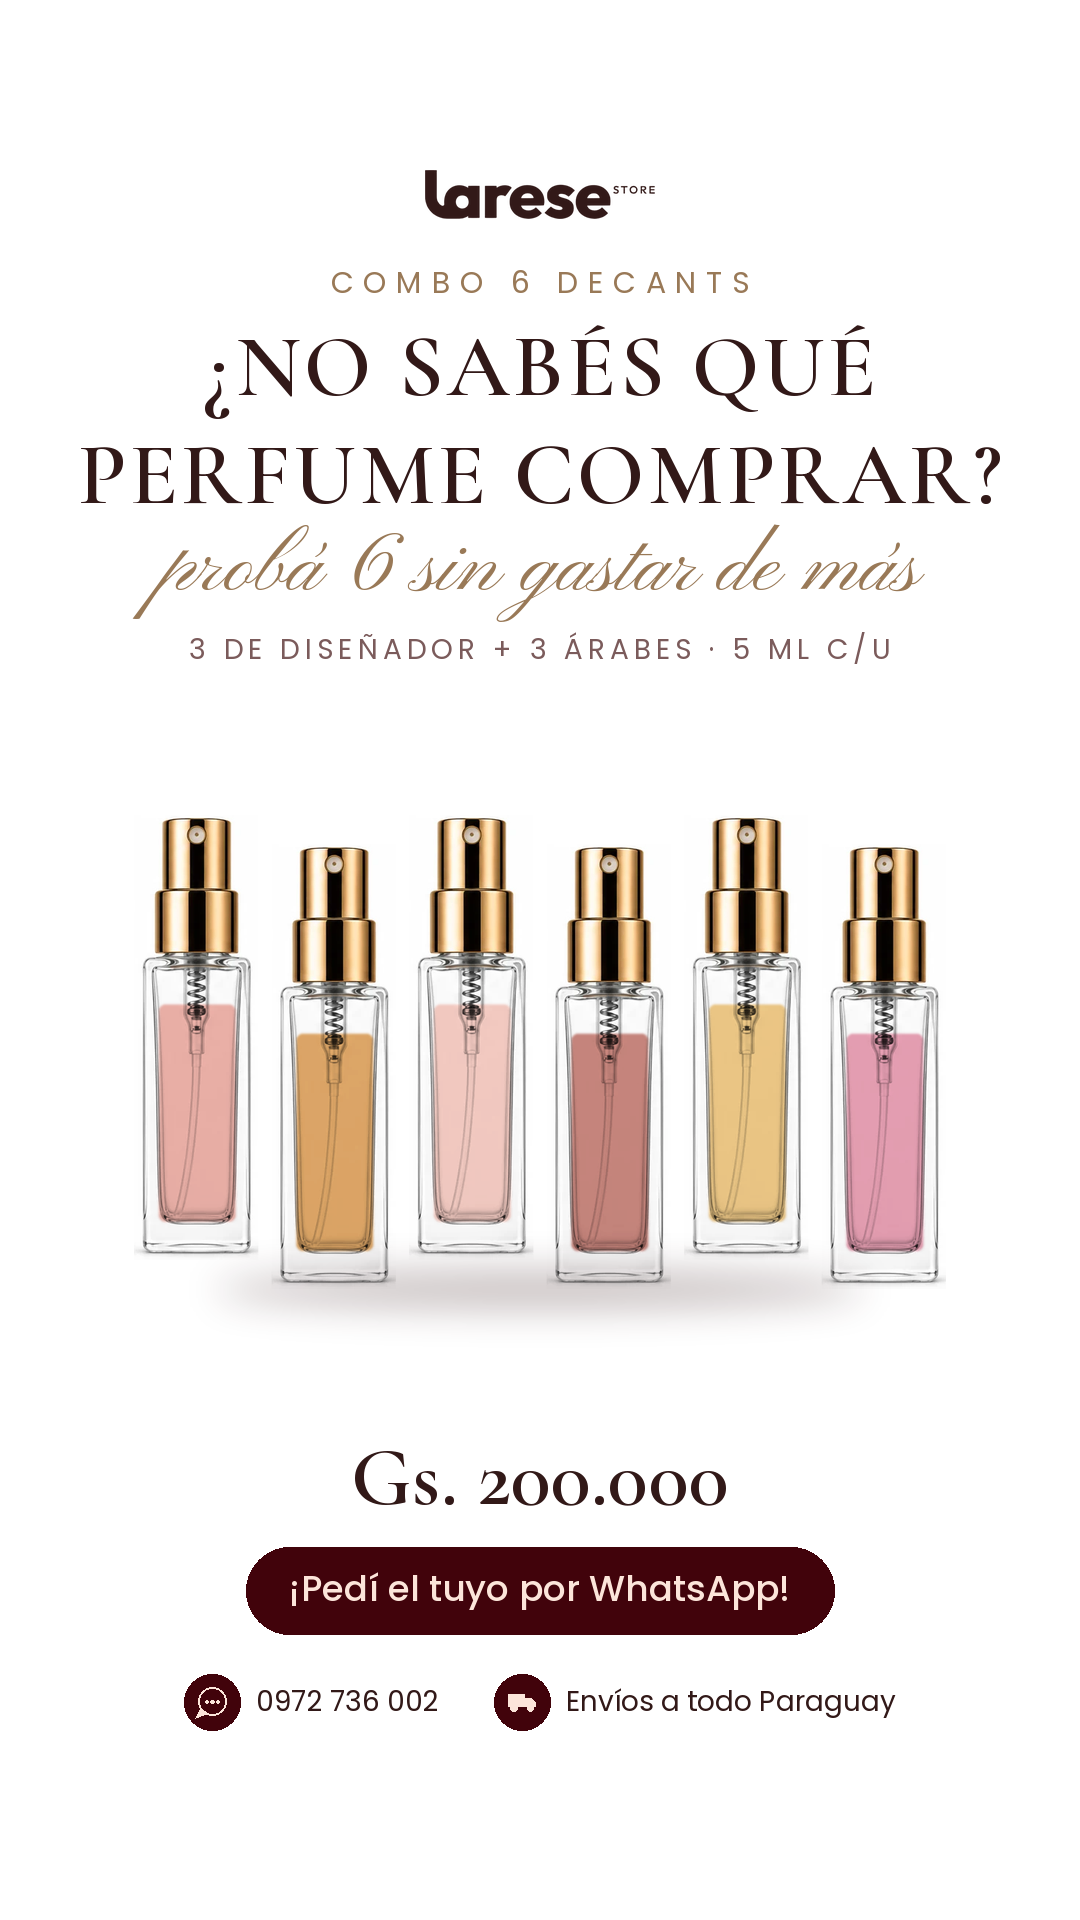 larese STORE
COMBO 6 DECANTS
¿NO SABÉS QUÉ
PERFUME COMPRAR?
probá 6 sin gastar de más
3 DE DISEÑADOR + 3 ÁRABES · 5 ML C/U
Gs. 200.000
¡Pedí el tuyo por WhatsApp!
0972 736 002
Envíos a todo Paraguay